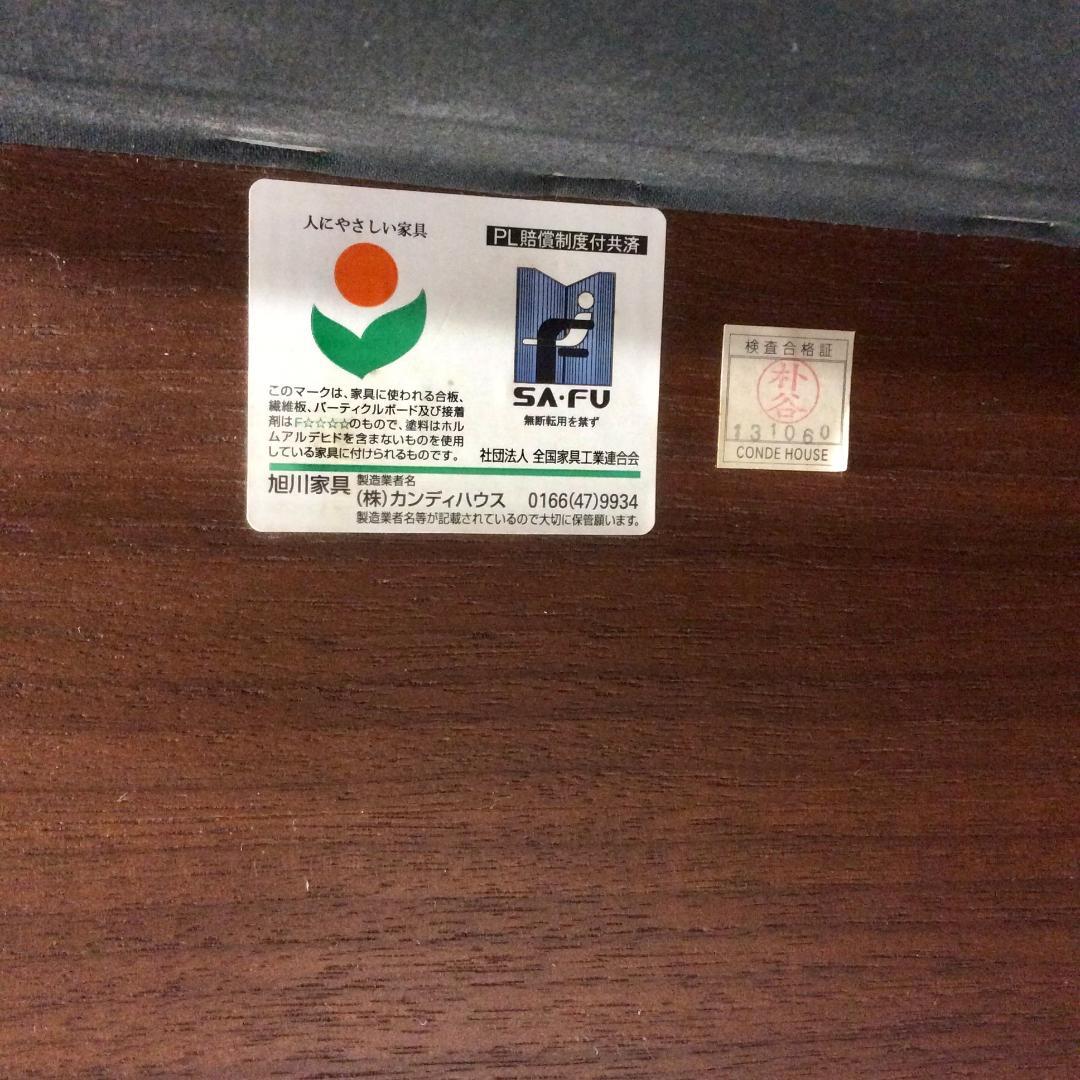 人にやさしい家具
このマークは、家具に使われる合板、
繊維板、パーティクルボード及び接着
剤はF☆☆☆☆のもので、塗料はホル
ムアルデヒドを含まないものを使用
している家具に付けられるものです。
PL賠償制度付共済
SA・FU
無断転用を禁ず
社団法人 全国家具工業連合会
旭川家具
製造業者名
(株)カンディハウス 0166(47)9934
製造業者名等が記載されているので大切に保管願います。
検査合格証
朴谷
131060
CONDE HOUSE